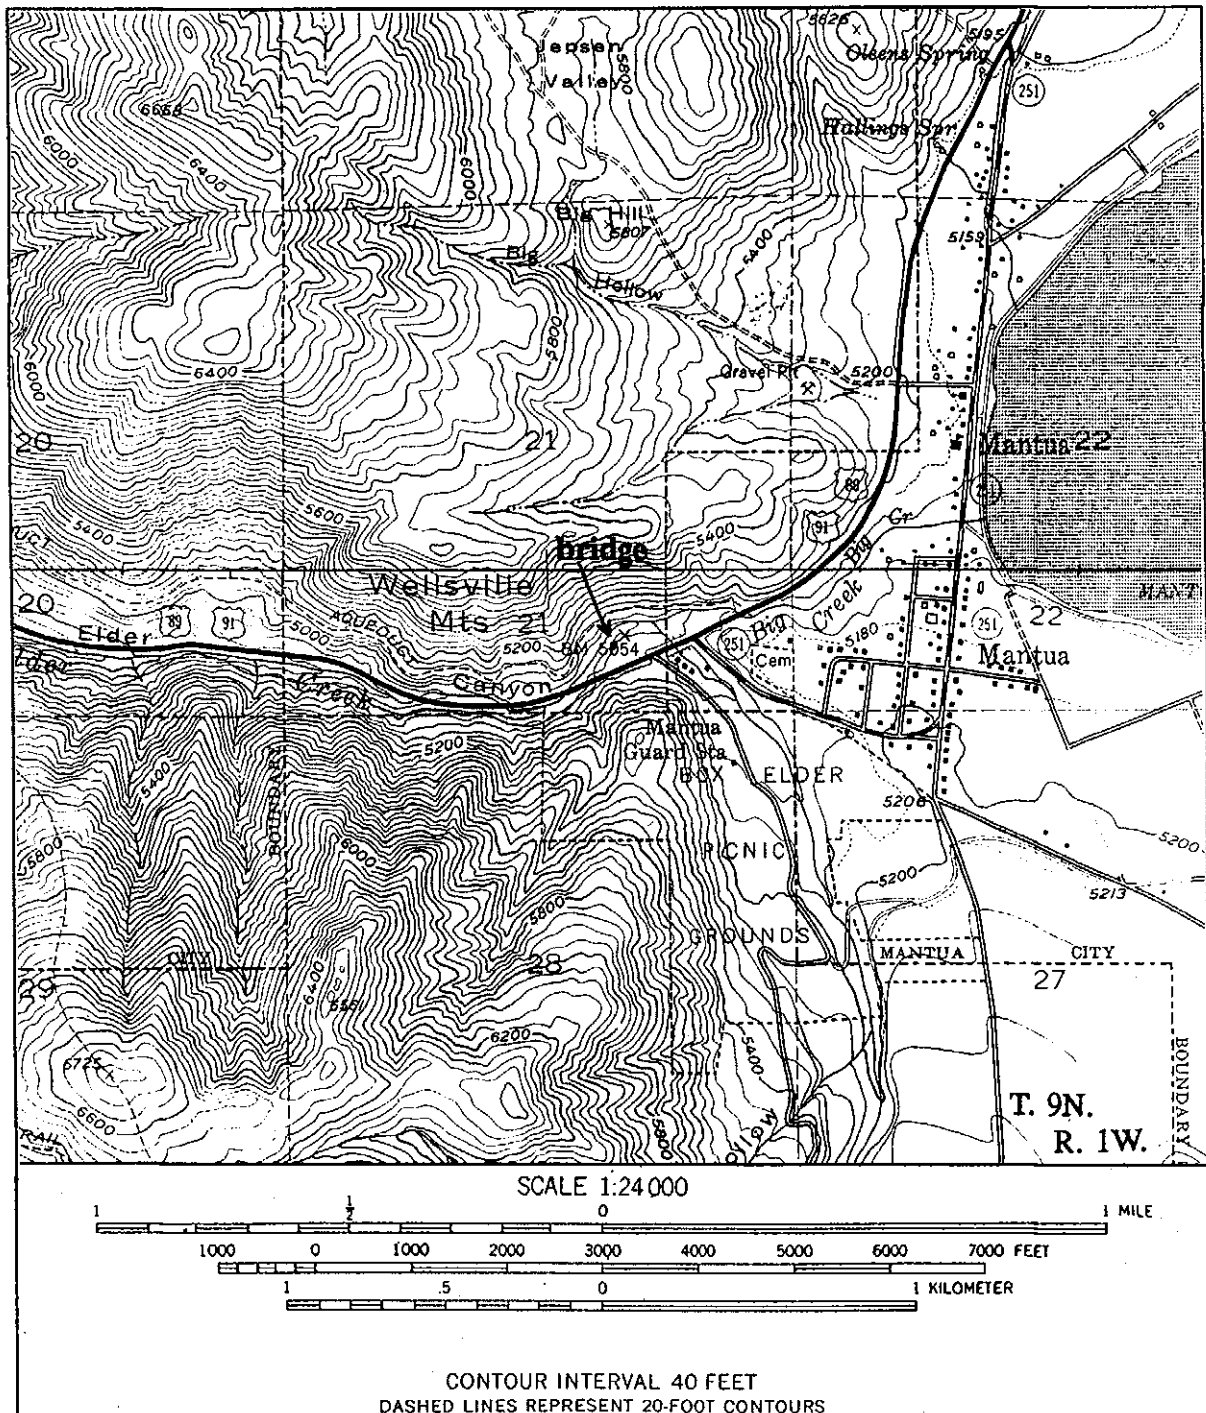 5626
5195
Jepsen
Valley
5800
Olsens Spring
251
6668
Hallings Spr
6000
6400
6000
Big Hill
5807
5159
5400
Big
Hollow
5800
6400
6000
Gravel Pit
5200
20
21
Mantua 22
89
5600
5400
91
Cr
5400
bridge
Big
Wellsville
Mts 21
MANT
20
89
91
Elder
5000
AQUEDUCT
5200
BM 5054
251
Big
Creek
5180
Cem
251
22
Mantua
Creek
Canyon
Mantua
Guard Sta
BOX ELDER
5200
5400
BOUNDARY
5206
6000
5800
PICNIC
5200
5200
5213
5800
GROUNDS
MANTUA CITY
CITY
28
29
27
6400
6200
6725
5400
6600
5800
BOUNDARY
TRAIL
T. 9N.
R. 1W.
SCALE 1:24 000
1 ½ 0 1 MILE
1000 0 1000 2000 3000 4000 5000 6000 7000 FEET
1 .5 0 1 KILOMETER
CONTOUR INTERVAL 40 FEET
DASHED LINES REPRESENT 20-FOOT CONTOURS